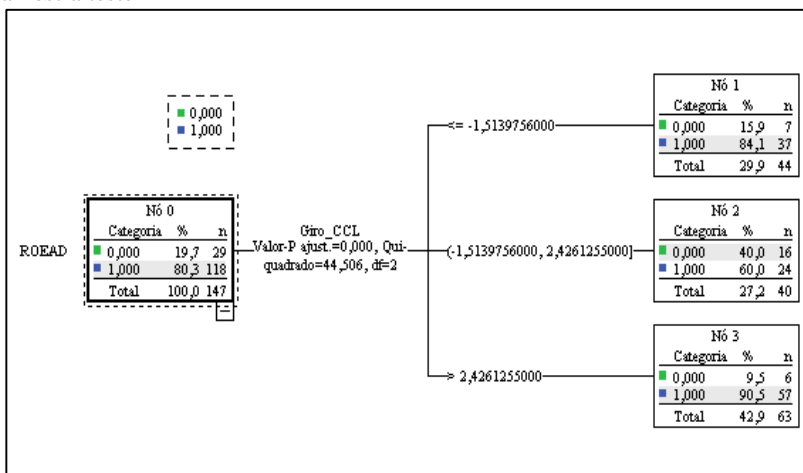 0,000
1,000
ROEAD
Nó 0
Categoria % n
0,000 19,7 29
1,000 80,3 118
Total 100,0 147
Giro_CCL
Valor-P ajust.=0,000, Qui-
quadrado=44,506, df=2
<= -1,5139756000
Nó 1
Categoria % n
0,000 15,9 7
1,000 84,1 37
Total 29,9 44
(-1,5139756000, 2,4261255000]
Nó 2
Categoria % n
0,000 40,0 16
1,000 60,0 24
Total 27,2 40
> 2,4261255000
Nó 3
Categoria % n
0,000 9,5 6
1,000 90,5 57
Total 42,9 63